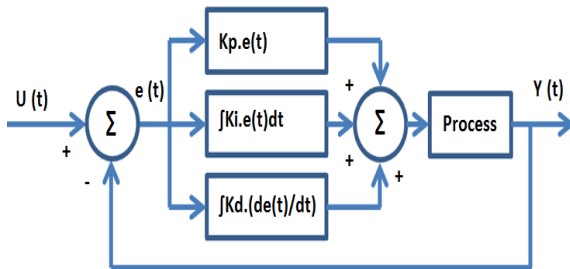 Kp.e(t)
U (t)
e (t)
Y (t)
Σ
∫Ki.e(t)dt
Σ
Process
+
-
+
+
+
∫Kd.(de(t)/dt)